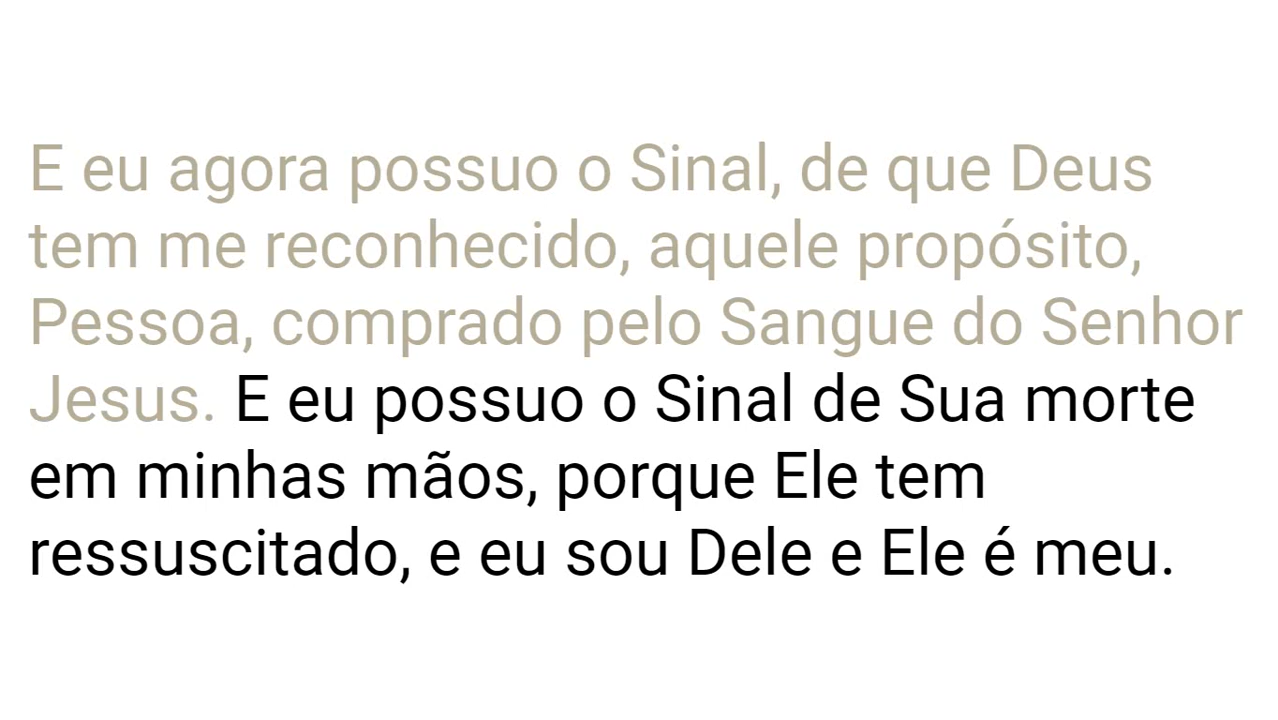 E eu agora possuo o Sinal, de que Deus
tem me reconhecido, aquele propósito,
Pessoa, comprado pelo Sangue do Senhor
Jesus. E eu possuo o Sinal de Sua morte
em minhas mãos, porque Ele tem
ressuscitado, e eu sou Dele e Ele é meu.